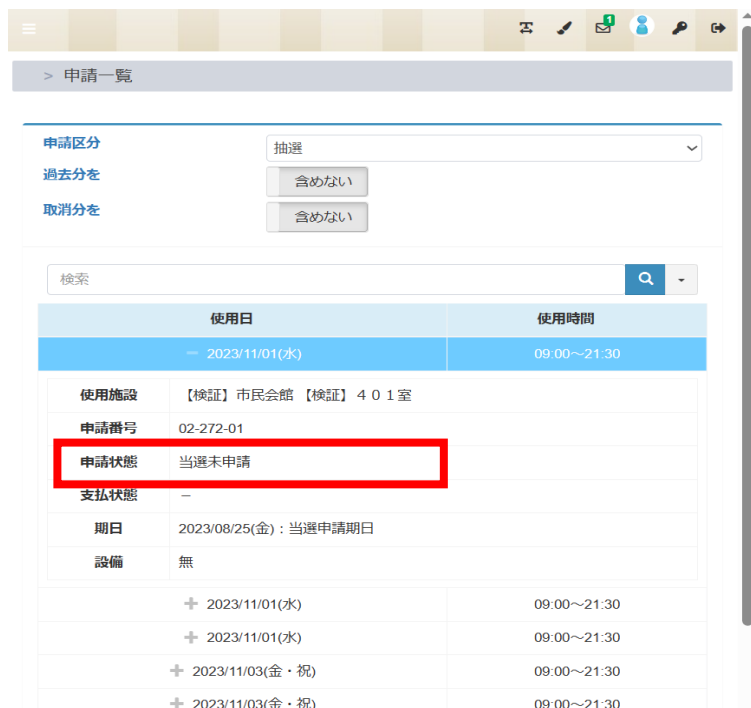 1
> 申請一覧
申請区分 抽選
過去分を 含めない
取消分を 含めない
検索
使用日 使用時間
2023/11/01(水) 09:00～21:30
使用施設 【検証】市民会館 【検証】４０１室
申請番号 02-272-01
申請状態 当選未申請
支払状態 －
期日 2023/08/25(金)：当選申請期日
設備 無
2023/11/01(水) 09:00～21:30
2023/11/01(水) 09:00～21:30
2023/11/03(金・祝) 09:00～21:30
2023/11/03(金・祝) 09:00～21:30